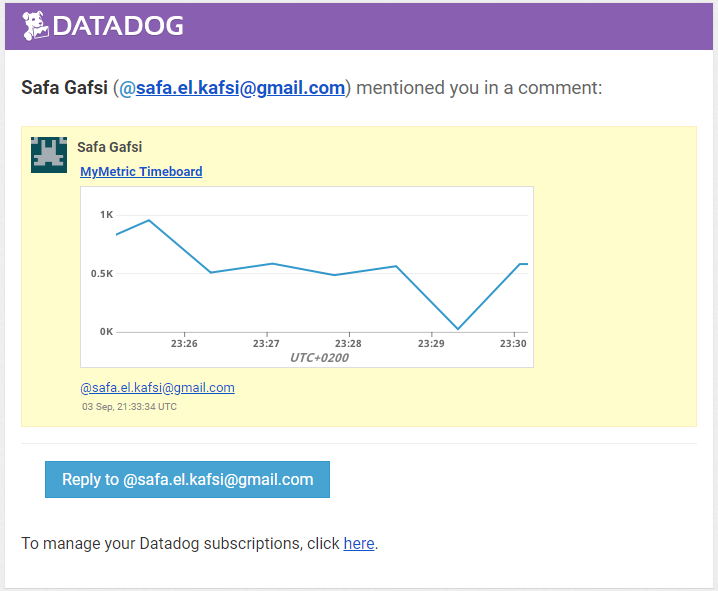 DATADOG
Safa Gafsi (@safa.el.kafsi@gmail.com) mentioned you in a comment:
Safa Gafsi
MyMetric Timeboard
1K
0.5K
0K
23:26 23:27 23:28 23:29 23:30
UTC+0200
@safa.el.kafsi@gmail.com
03 Sep, 21:33:34 UTC
Reply to @safa.el.kafsi@gmail.com
To manage your Datadog subscriptions, click here.